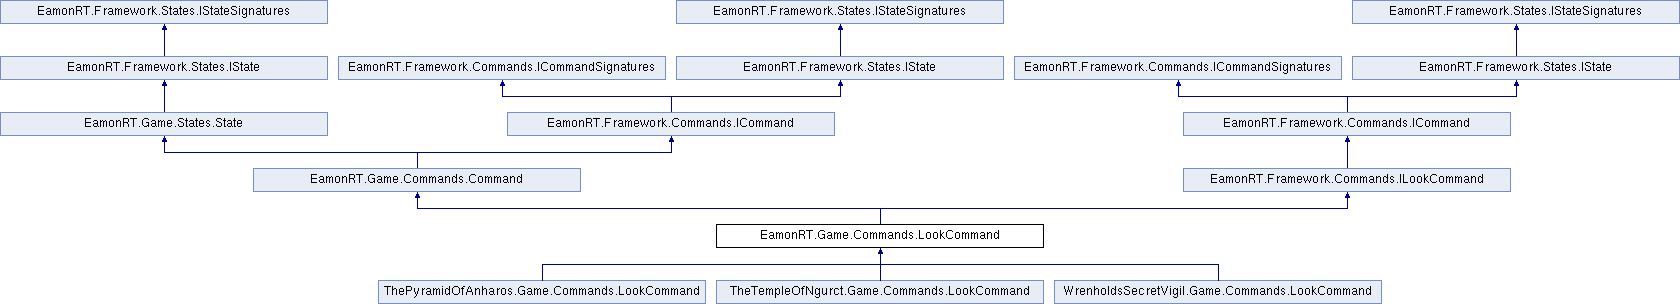 EamonRT.Framework.States.IStateSignatures
EamonRT.Framework.States.IStateSignatures
EamonRT.Framework.States.IStateSignatures
EamonRT.Framework.States.IState
EamonRT.Framework.Commands.ICommandSignatures
EamonRT.Framework.States.IState
EamonRT.Framework.Commands.ICommandSignatures
EamonRT.Framework.States.IState
EamonRT.Game.States.State
EamonRT.Framework.Commands.ICommand
EamonRT.Framework.Commands.ICommand
EamonRT.Game.Commands.Command
EamonRT.Framework.Commands.ILookCommand
EamonRT.Game.Commands.LookCommand
ThePyramidOfAnharos.Game.Commands.LookCommand
TheTempleOfNgurct.Game.Commands.LookCommand
WrenholdsSecretVigil.Game.Commands.LookCommand